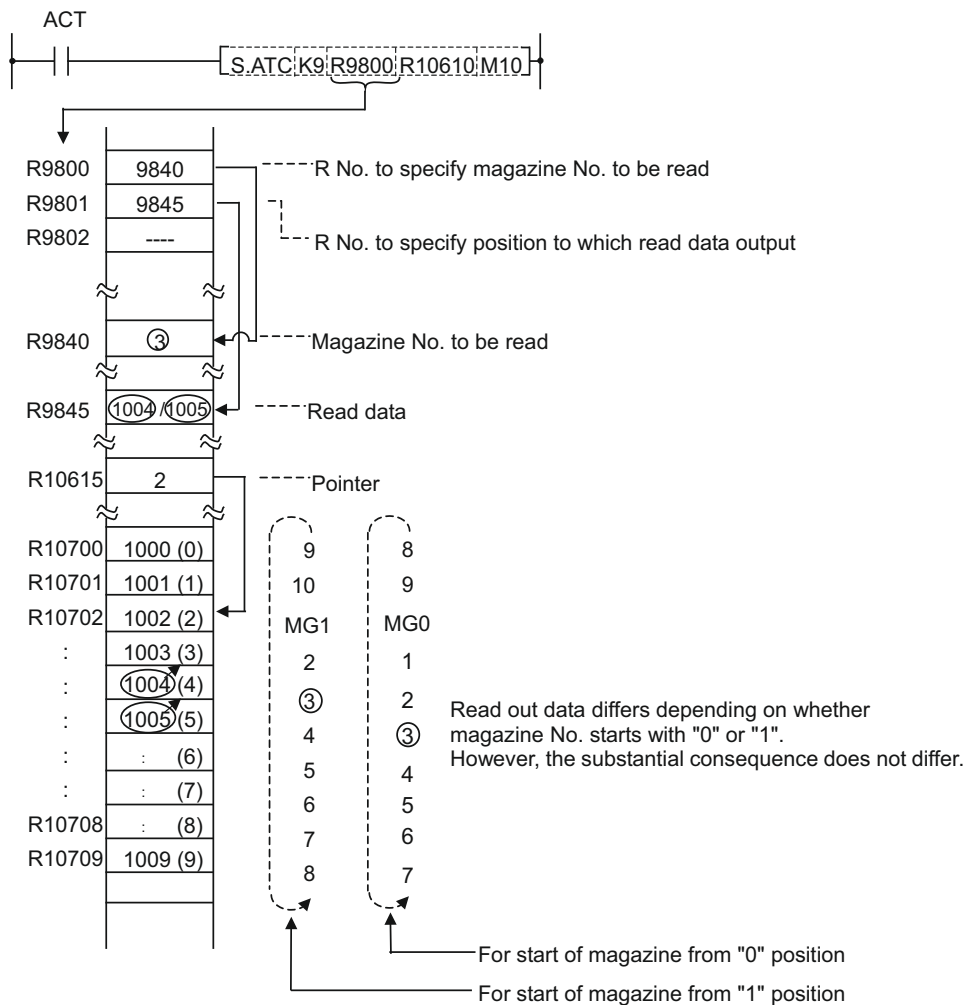 ACT
S.ATC K9 R9800 R10610 M10
R9800 9840 R No. to specify magazine No. to be read
R9801 9845
R9802 ---- R No. to specify position to which read data output
R9840 ③ Magazine No. to be read
R9845 1004 / 1005 Read data
R10615 2 Pointer
R10700 1000 (0) 9 8
R10701 1001 (1) 10 9
R10702 1002 (2) MG1 MG0
: 1003 (3) 2 1
: 1004 (4) ③ 2
: 1005 (5) 4 ③
: : (6) 5 4
: : (7) 6 5
R10708 : (8) 7 6
R10709 1009 (9) 8 7
Read out data differs depending on whether
magazine No. starts with "0" or "1".
However, the substantial consequence does not differ.
For start of magazine from "0" position
For start of magazine from "1" position